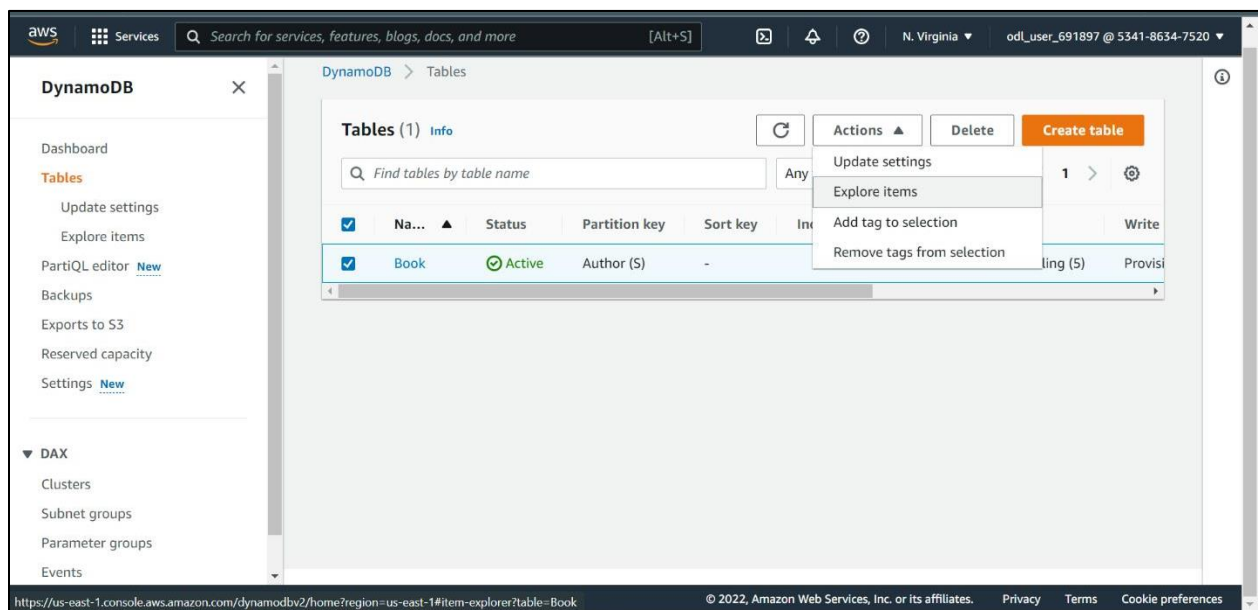 aws Services Search for services, features, blogs, docs, and more [Alt+S] N. Virginia ▼ odl_user_691897 @ 5341-8634-7520 ▼
DynamoDB
Dashboard
Tables
Update settings
Explore items
PartiQL editor New
Backups
Exports to S3
Reserved capacity
Settings New
▼ DAX
Clusters
Subnet groups
Parameter groups
Events
DynamoDB > Tables
Tables (1) Info
Actions ▲ Delete Create table
Find tables by table name
Any
1 >
Update settings
Explore items
Add tag to selection
Remove tags from selection
Na... ▲ Status Partition key Sort key Write
Book Active Author (S) - ling (5) Provisi
https://us-east-1.console.aws.amazon.com/dynamodbv2/home?region=us-east-1#item-explorer?table=Book
© 2022, Amazon Web Services, Inc. or its affiliates. Privacy Terms Cookie preferences